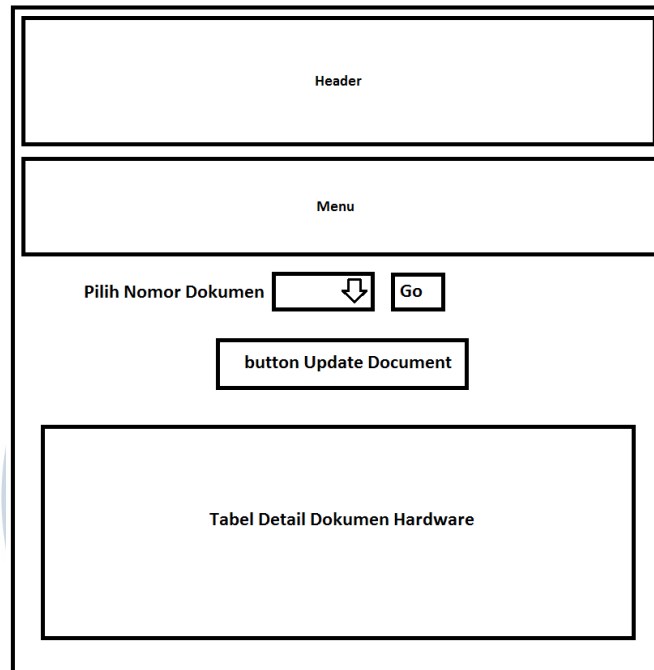 Header
Menu
Pilih Nomor Dokumen Go
button Update Document
Tabel Detail Dokumen Hardware